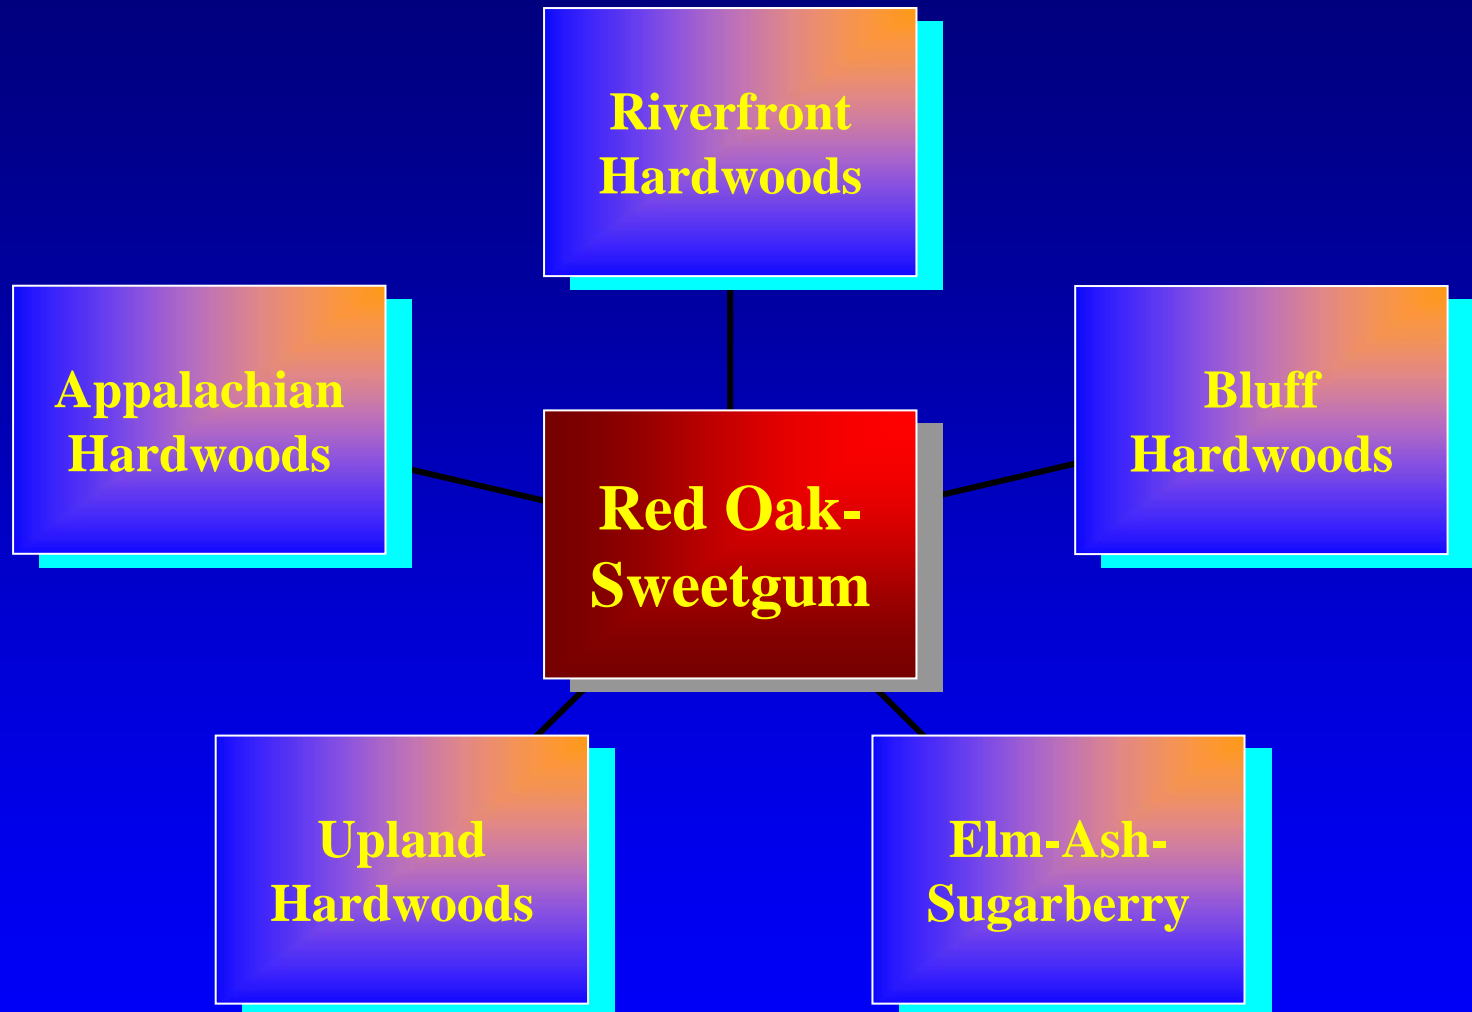 Riverfront
Hardwoods
Appalachian
Hardwoods
Bluff
Hardwoods
Red Oak-
Sweetgum
Upland
Hardwoods
Elm-Ash-
Sugarberry